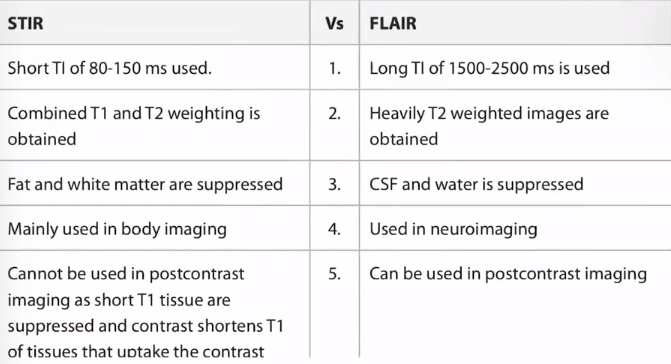 STIR Vs FLAIR
Short TI of 80-150 ms used. 1. Long TI of 1500-2500 ms is used
Combined T1 and T2 weighting is 2. Heavily T2 weighted images are
obtained obtained
Fat and white matter are suppressed 3. CSF and water is suppressed
Mainly used in body imaging 4. Used in neuroimaging
Cannot be used in postcontrast 5. Can be used in postcontrast imaging
imaging as short T1 tissue are
suppressed and contrast shortens T1
of tissues that uptake the contrast